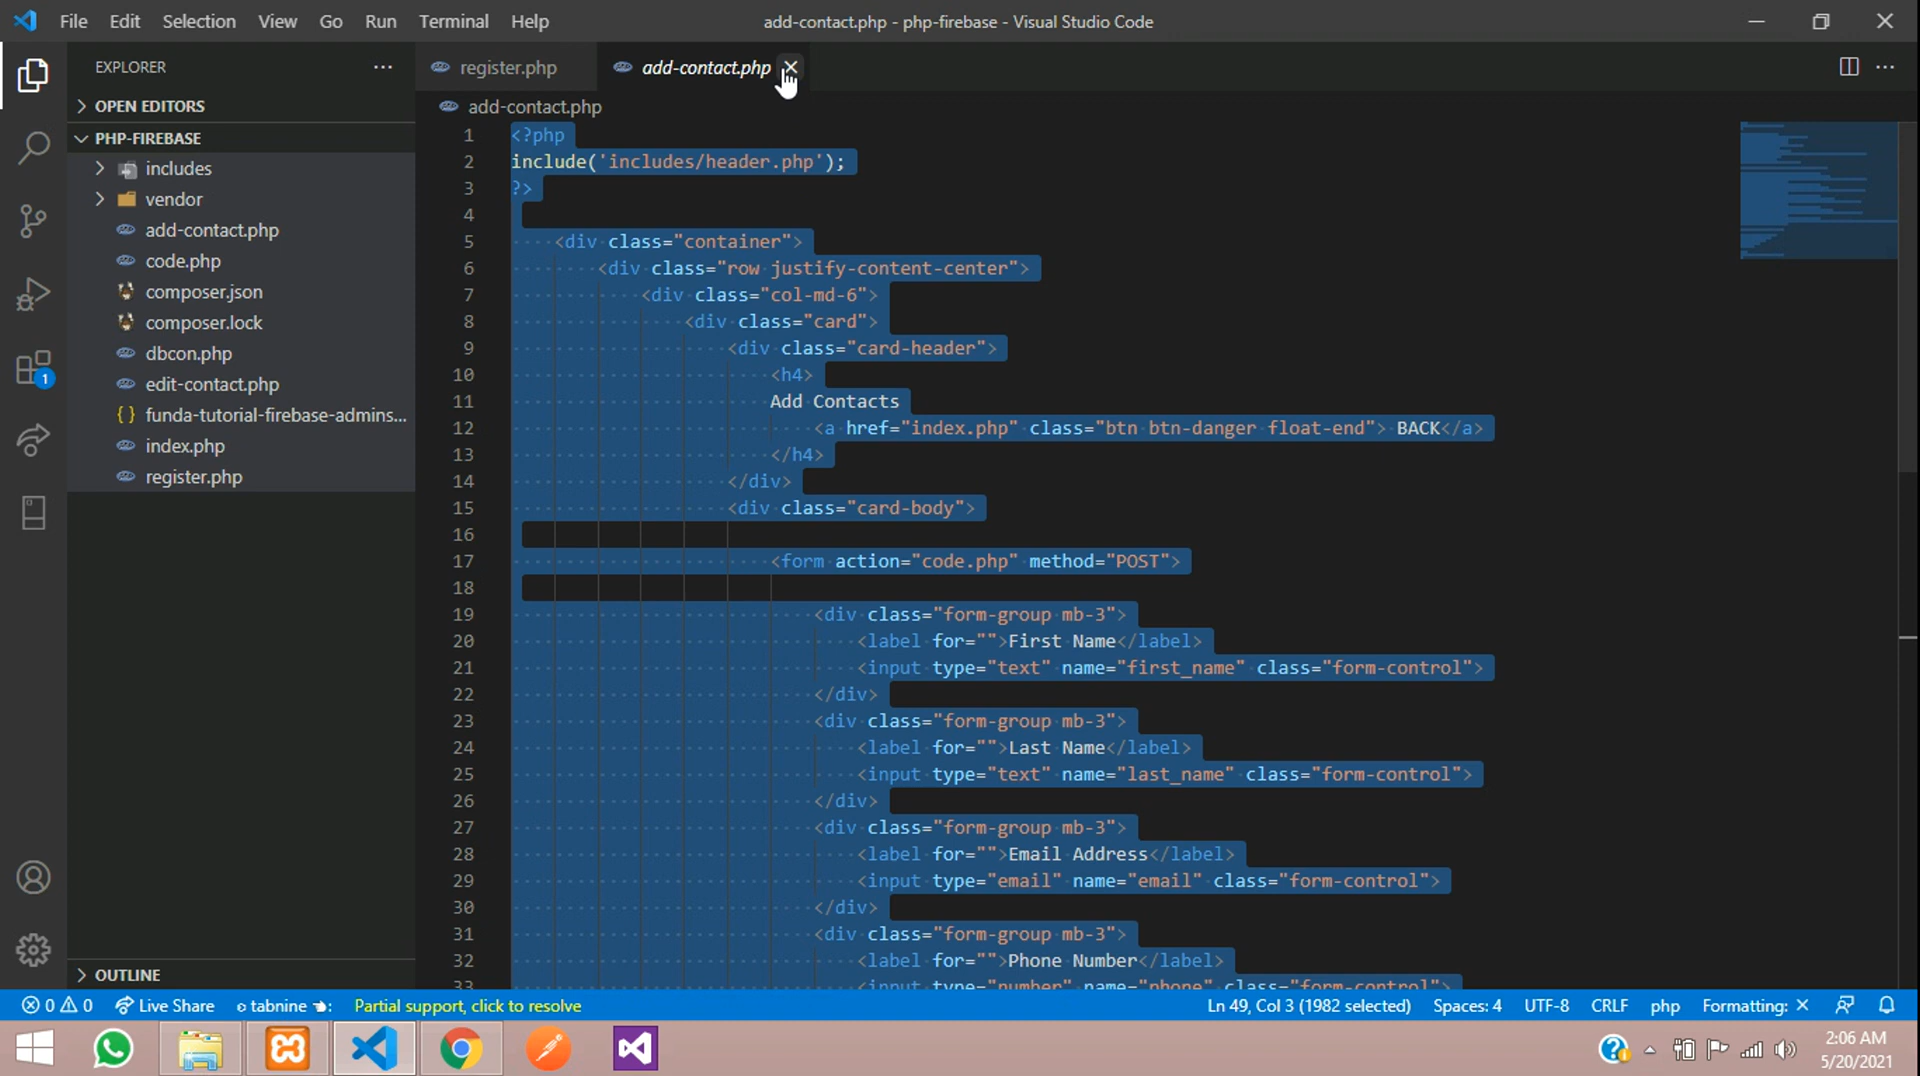 File Edit Selection View Go Run Terminal Help add-contact.php - php-firebase - Visual Studio Code
EXPLORER
OPEN EDITORS
PHP-FIREBASE
includes
vendor
add-contact.php
code.php
composer.json
composer.lock
dbcon.php
edit-contact.php
funda-tutorial-firebase-admins...
index.php
register.php
OUTLINE
register.php add-contact.php
add-contact.php
1 <?php
2 include('includes/header.php');
3 ?>
4
5 <div class="container">
6 <div class="row justify-content-center">
7 <div class="col-md-6">
8 <div class="card">
9 <div class="card-header">
10 <h4>
11 Add Contacts
12 <a href="index.php" class="btn btn-danger float-end"> BACK</a>
13 </h4>
14 </div>
15 <div class="card-body">
16
17 <form action="code.php" method="POST">
18
19 <div class="form-group mb-3">
20 <label for="">First Name</label>
21 <input type="text" name="first_name" class="form-control">
22 </div>
23 <div class="form-group mb-3">
24 <label for="">Last Name</label>
25 <input type="text" name="last_name" class="form-control">
26 </div>
27 <div class="form-group mb-3">
28 <label for="">Email Address</label>
29 <input type="email" name="email" class="form-control">
30 </div>
31 <div class="form-group mb-3">
32 <label for="">Phone Number</label>
33 <input type="number" name="phone" class="form-control">
0 0 Live Share tabnine Partial support, click to resolve Ln 49, Col 3 (1982 selected) Spaces: 4 UTF-8 CRLF php Formatting: ×
1
2:06 AM
5/20/2021